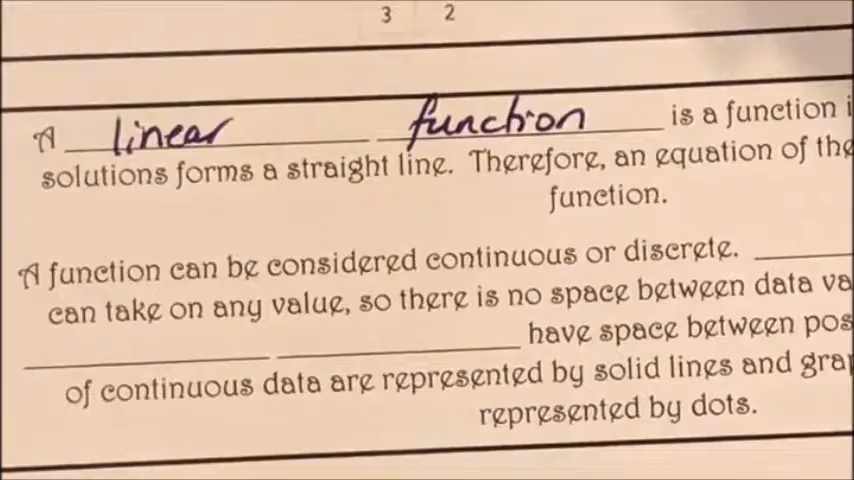 3 2
A linear function is a function i
solutions forms a straight line. Therefore, an equation of the
function.
A function can be considered continuous or discrete.
can take on any value, so there is no space between data va
have space between pos
of continuous data are represented by solid lines and gra
represented by dots.